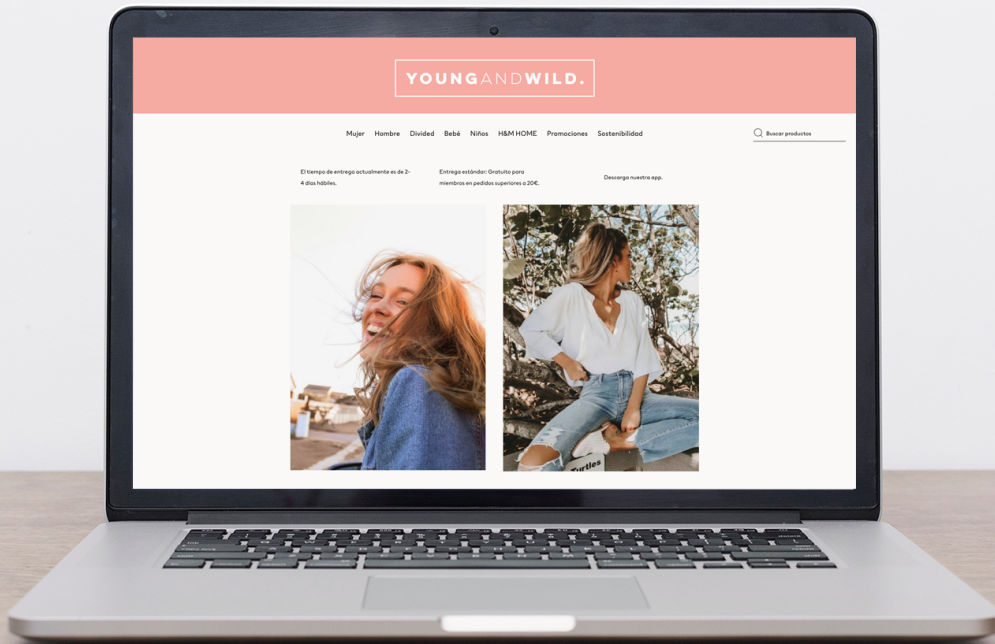 YOUNGANDWILD.
Mujer Hombre Divided Bebé Niños H&M HOME Promociones Sostenibilidad
Buscar productos
El tiempo de entrega actualmente es de 2-
4 días hábiles.
Entrega estándar: Gratuito para
miembros en pedidos superiores a 20€.
Descarga nuestra app.
Turtles